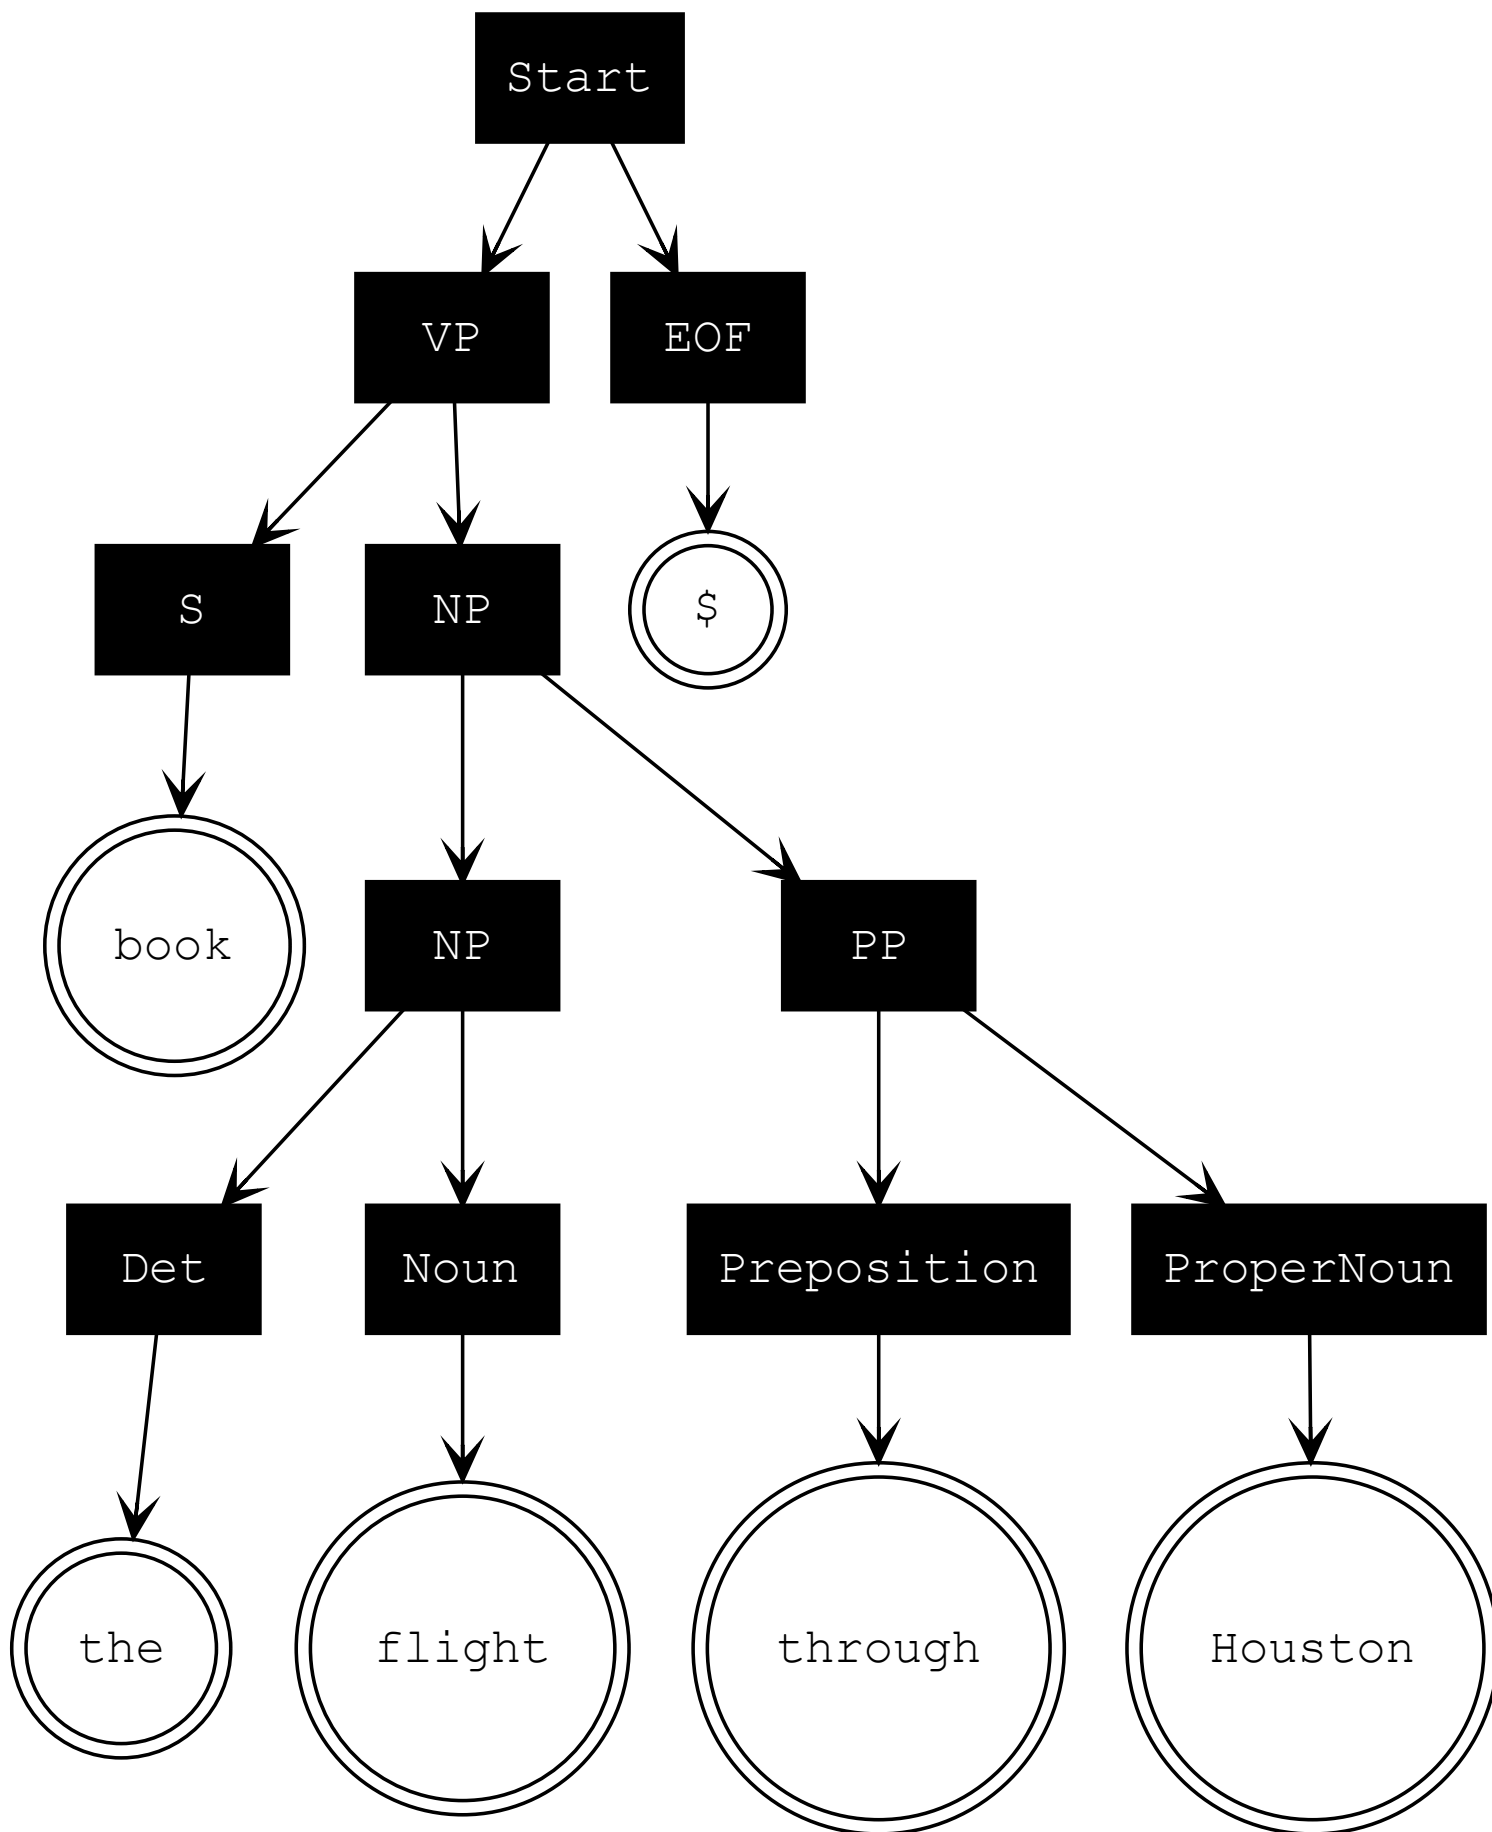 Start
VP EOF
S NP $
book NP PP
Det Noun Preposition ProperNoun
the flight through Houston